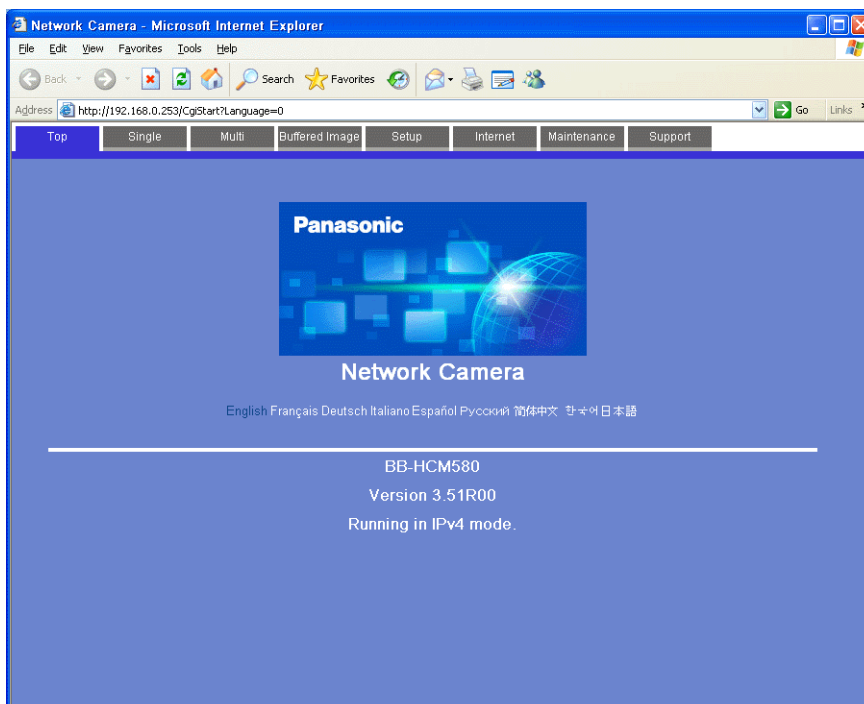 Network Camera - Microsoft Internet Explorer
File Edit View Favorites Tools Help
Back Search Favorites
Address http://192.168.0.253/CgiStart?Language=0 Go Links
Top Single Multi Buffered Image Setup Internet Maintenance Support
Panasonic
Network Camera
English Français Deutsch Italiano Español Русский 简体中文 한국어 日本語
BB-HCM580
Version 3.51R00
Running in IPv4 mode.